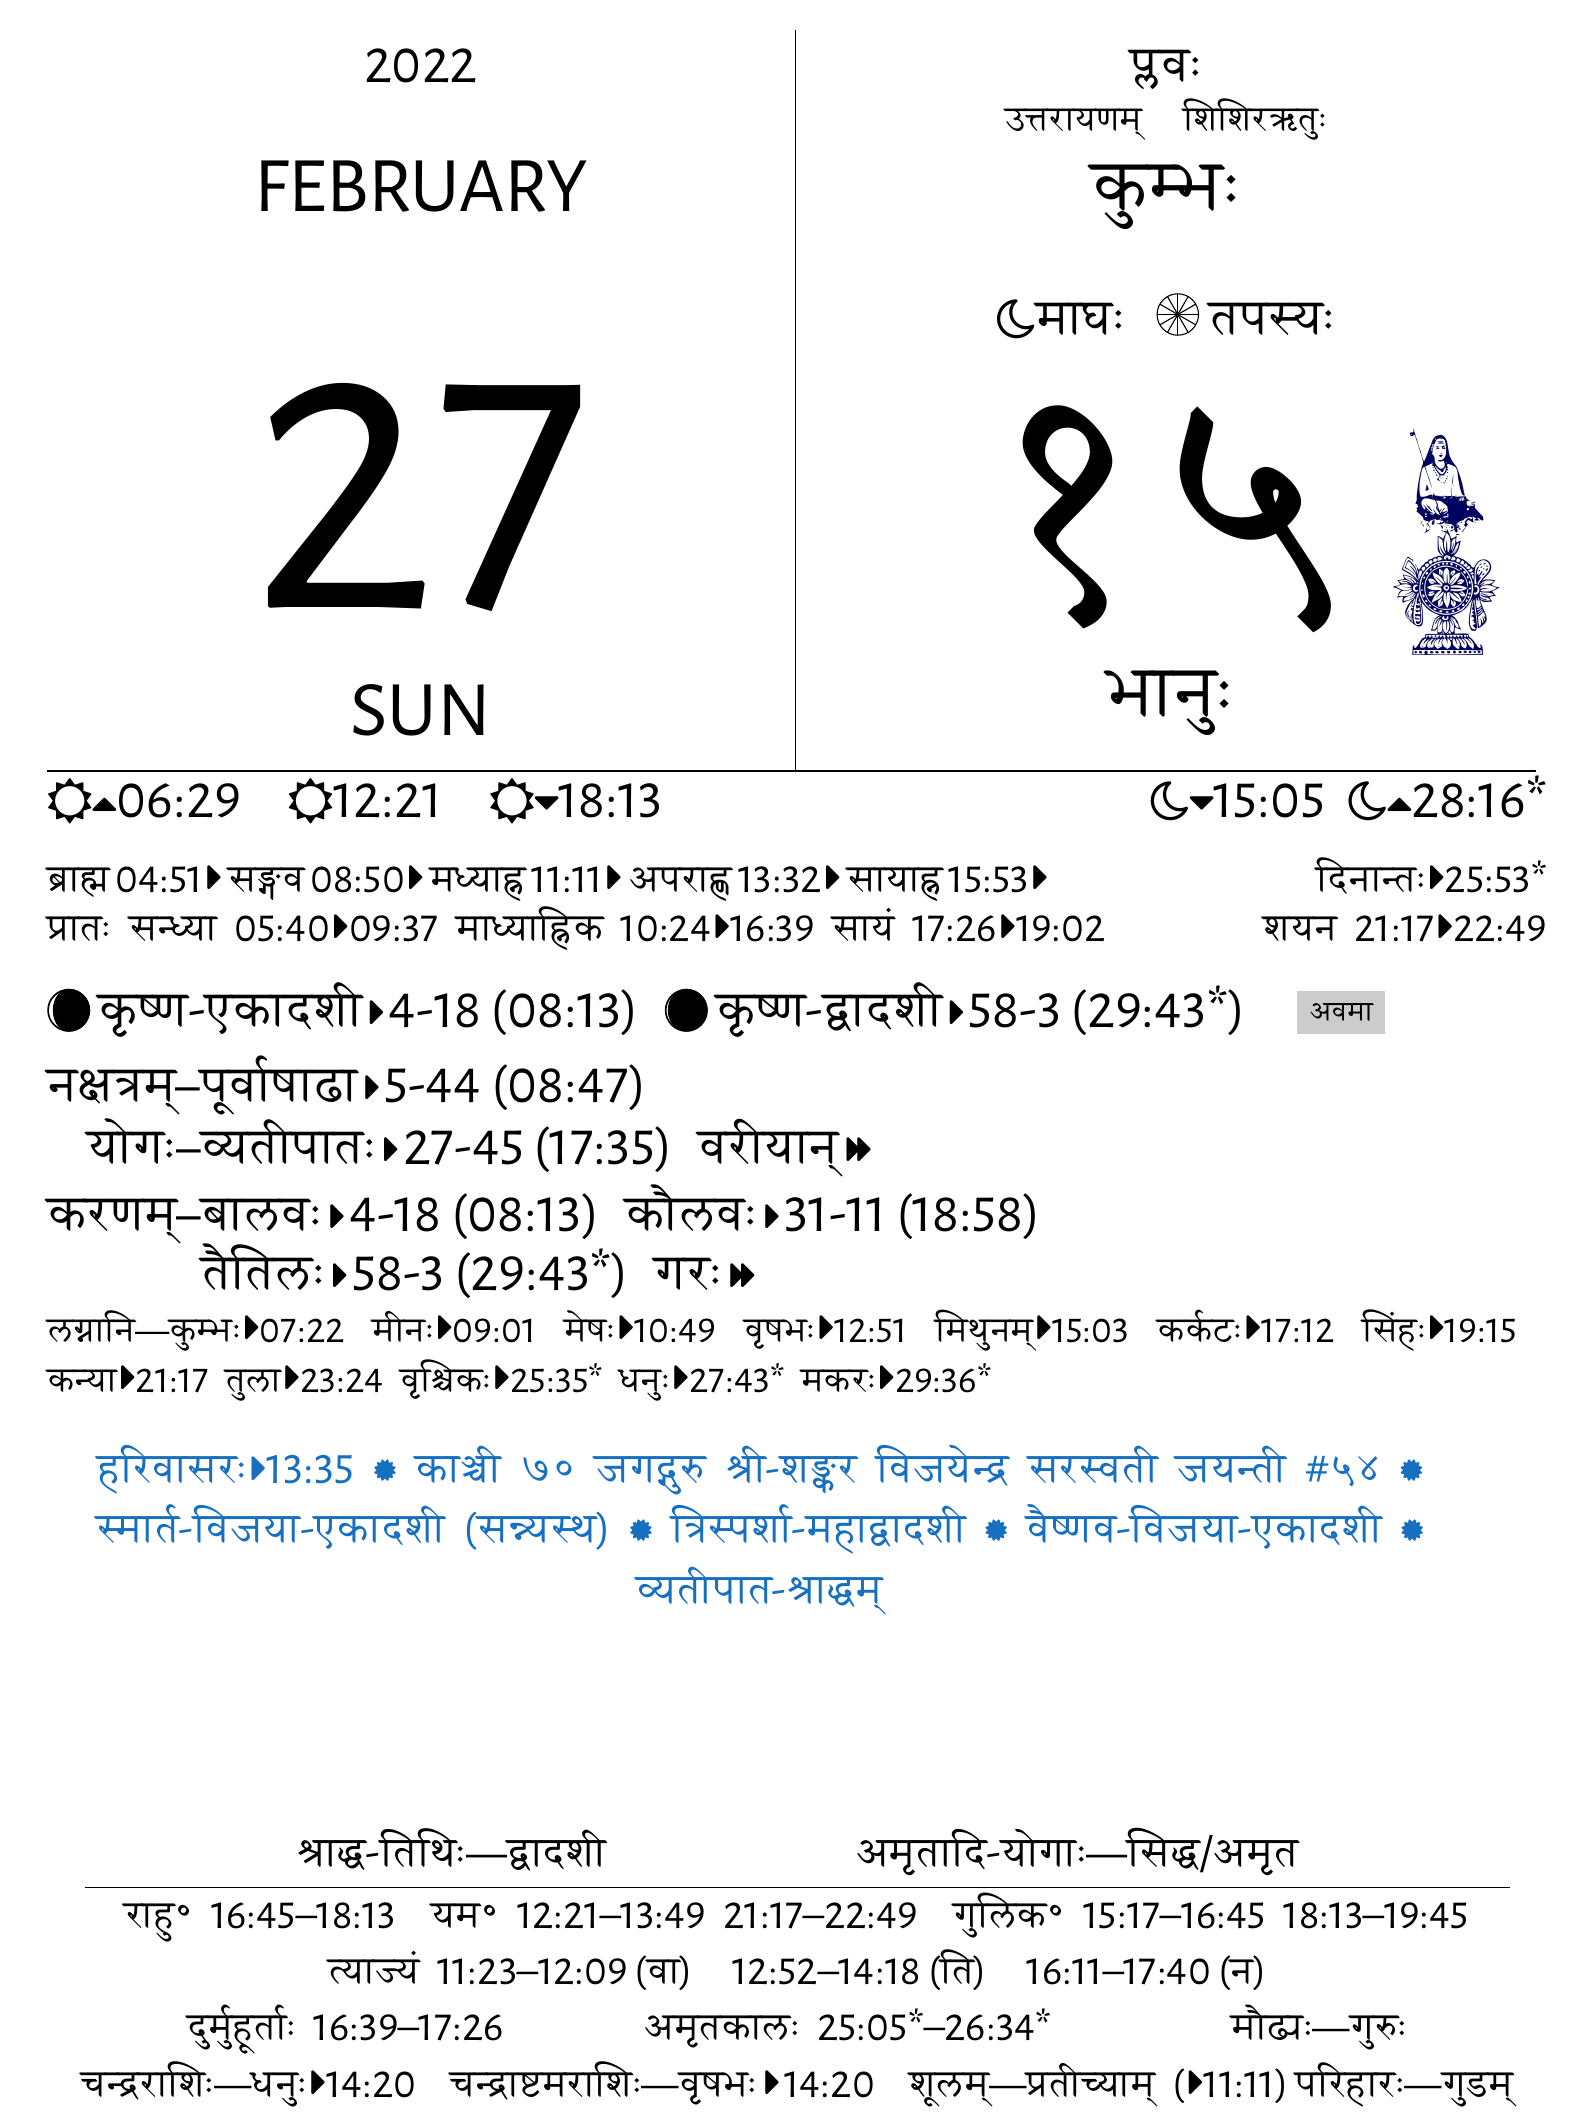 2022
FEBRUARY
27
SUN
प्लवः
उत्तरायणम् शिशिरऋतुः
कुम्भः
माघः तपस्यः
१५
भानुः
06:29 12:21 18:13 15:05 28:16*
ब्राह्म 04:51 सङ्गव 08:50 मध्याह्न 11:11 अपराह्ण 13:32 सायाह्न 15:53 दिनान्तः 25:53*
प्रातः सन्ध्या 05:40 09:37 माध्याह्निक 10:24 16:39 सायं 17:26 19:02 शयन 21:17 22:49
कृष्ण-एकादशी 4-18 (08:13) कृष्ण-द्वादशी 58-3 (29:43*) अवमा
नक्षत्रम्–पूर्वाषाढा 5-44 (08:47)
योगः–व्यतीपातः 27-45 (17:35) वरीयान्
करणम्–बालवः 4-18 (08:13) कौलवः 31-11 (18:58)
तैतिलः 58-3 (29:43*) गरः
लग्नानि—कुम्भः 07:22 मीनः 09:01 मेषः 10:49 वृषभः 12:51 मिथुनम् 15:03 कर्कटः 17:12 सिंहः 19:15
कन्या 21:17 तुला 23:24 वृश्चिकः 25:35* धनुः 27:43* मकरः 29:36*
हरिवासरः 13:35 काञ्ची ७० जगद्गुरु श्री-शङ्कर विजयेन्द्र सरस्वती जयन्ती #५४
स्मार्त-विजया-एकादशी (सन्न्यस्थ) त्रिस्पर्शा-महाद्वादशी वैष्णव-विजया-एकादशी
व्यतीपात-श्राद्धम्
श्राद्ध-तिथिः—द्वादशी अमृतादि-योगाः—सिद्ध/अमृत
राहु॰ 16:45–18:13 यम॰ 12:21–13:49 21:17–22:49 गुलिक॰ 15:17–16:45 18:13–19:45
त्याज्यं 11:23–12:09 (वा) 12:52–14:18 (ति) 16:11–17:40 (न)
दुर्मुहूर्ताः 16:39–17:26 अमृतकालः 25:05*–26:34* मौढ्यः—गुरुः
चन्द्रराशिः—धनुः 14:20 चन्द्राष्टमराशिः—वृषभः 14:20 शूलम्—प्रतीच्याम् (11:11) परिहारः—गुडम्